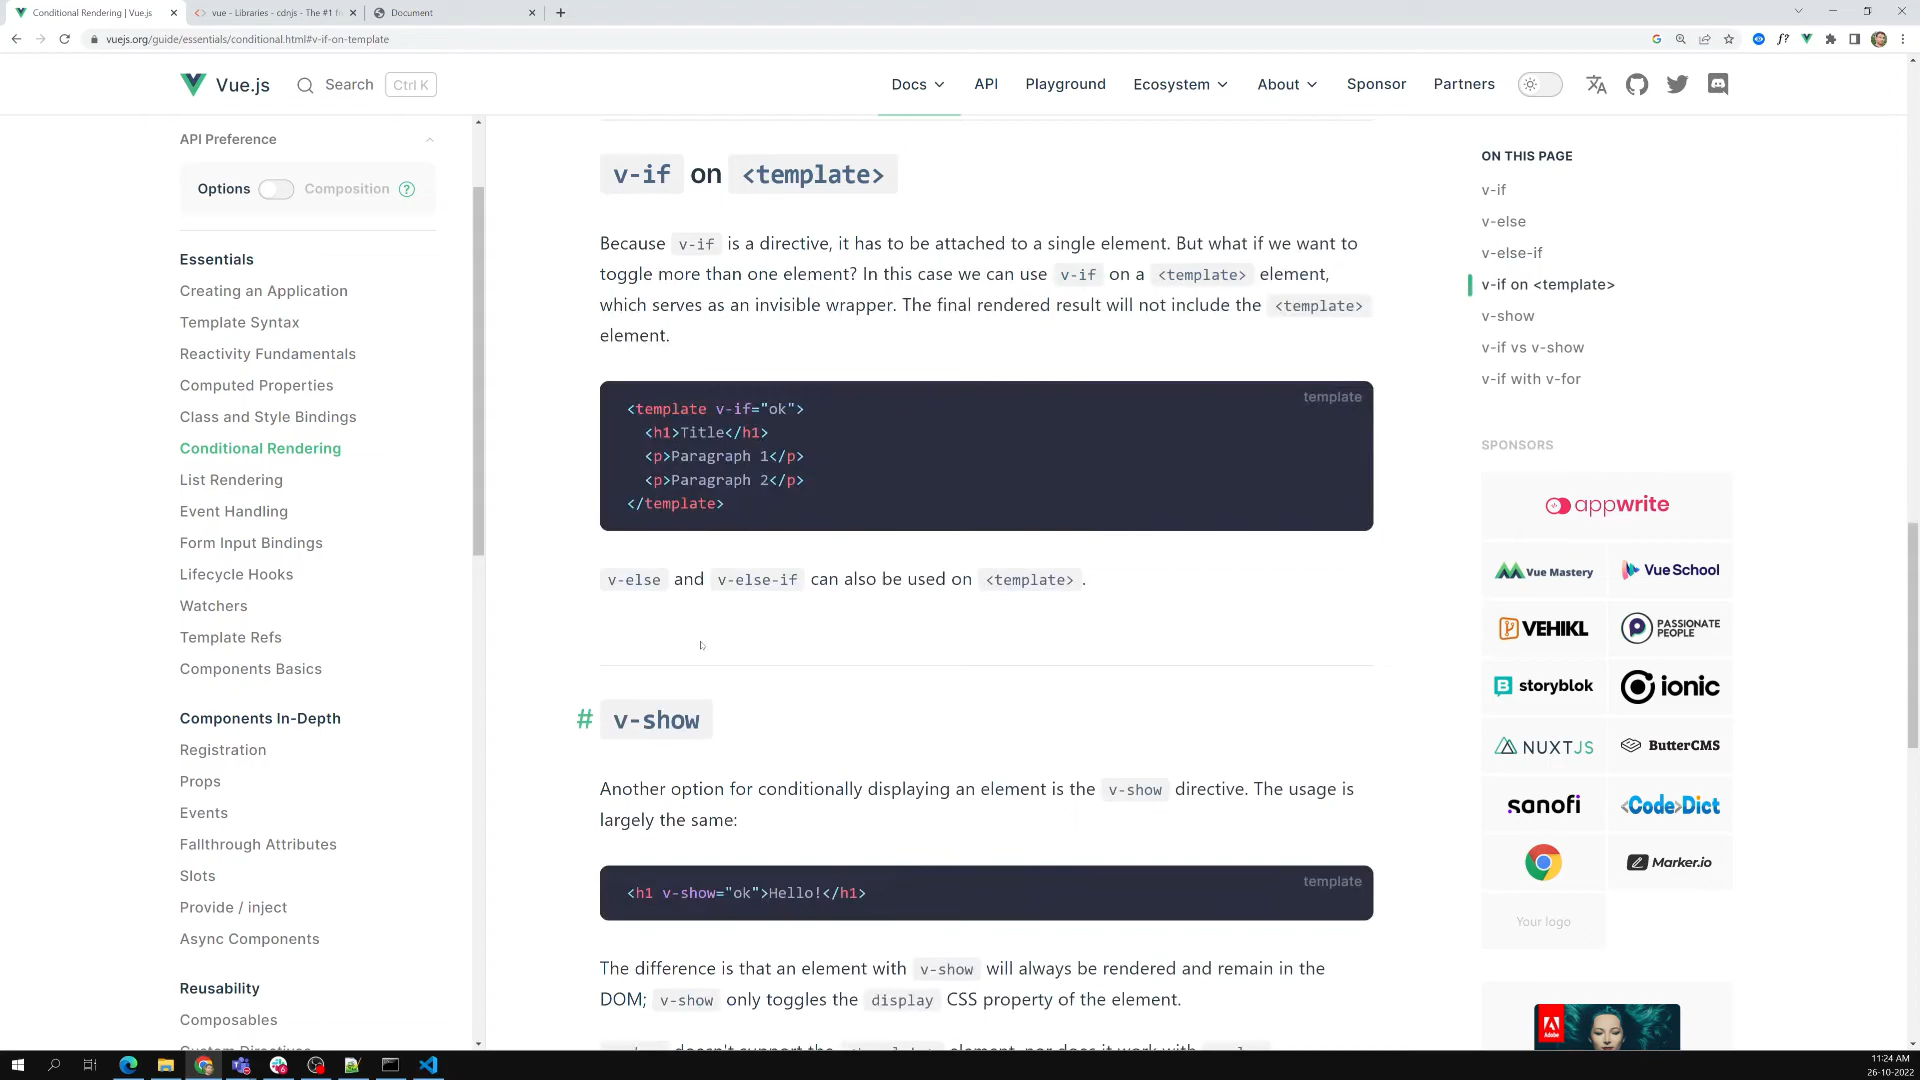 Conditional Rendering | Vue.js
vue - Libraries - cdnjs - The #1 f
Document
vuejs.org/guide/essentials/conditional.html#v-if-on-template
Vue.js
Search
Ctrl K
Docs
API
Playground
Ecosystem
About
Sponsor
Partners
API Preference
Options
Composition
?
Essentials
Creating an Application
Template Syntax
Reactivity Fundamentals
Computed Properties
Class and Style Bindings
Conditional Rendering
List Rendering
Event Handling
Form Input Bindings
Lifecycle Hooks
Watchers
Template Refs
Components Basics
Components In-Depth
Registration
Props
Events
Fallthrough Attributes
Slots
Provide / inject
Async Components
Reusability
Composables
Custom Directives
v-if on <template>
Because v-if is a directive, it has to be attached to a single element. But what if we want to
toggle more than one element? In this case we can use v-if on a <template> element,
which serves as an invisible wrapper. The final rendered result will not include the <template>
element.
template
<template v-if="ok">
<h1>Title</h1>
<p>Paragraph 1</p>
<p>Paragraph 2</p>
</template>
v-else and v-else-if can also be used on <template> .
# v-show
Another option for conditionally displaying an element is the v-show directive. The usage is
largely the same:
template
<h1 v-show="ok">Hello!</h1>
The difference is that an element with v-show will always be rendered and remain in the
DOM; v-show only toggles the display CSS property of the element.
ON THIS PAGE
v-if
v-else
v-else-if
v-if on <template>
v-show
v-if vs v-show
v-if with v-for
SPONSORS
appwrite
Vue Mastery
Vue School
VEHIKL
PASSIONATE
PEOPLE
storyblok
ionic
NUXTJS
ButterCMS
sanofi
<Code>Dict
Marker.io
Your logo
Adobe
11:24 AM
26-10-2022